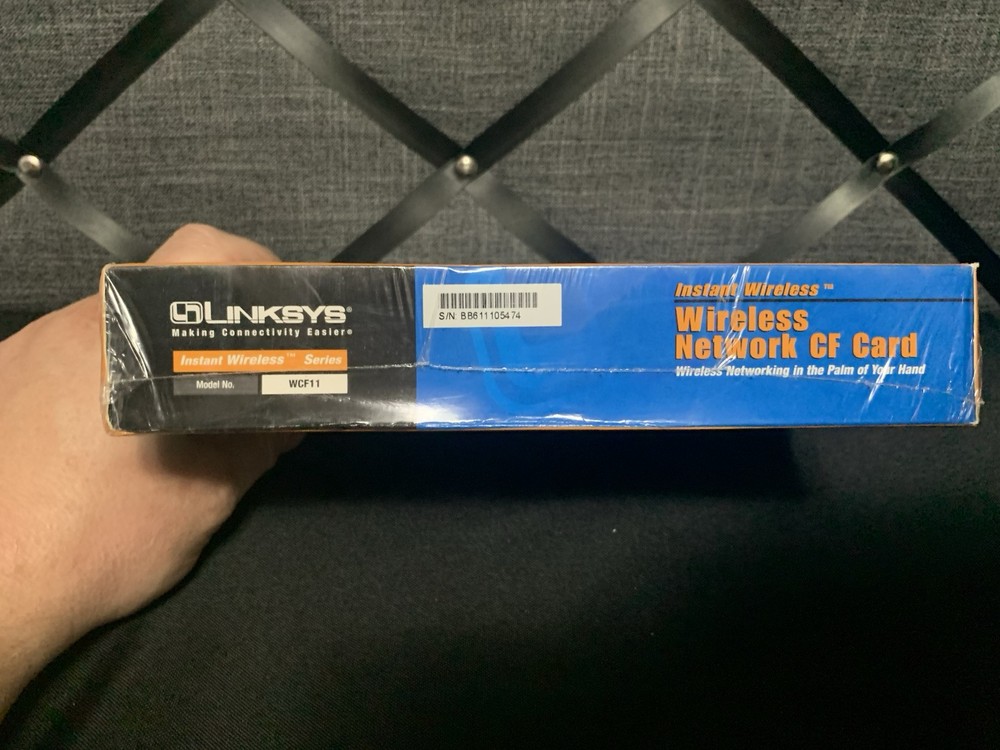 LINKSYS®
Making Connectivity Easier®
Instant Wireless™ Series
Model No. WCF11
S/N: BB611105474
Instant Wireless™
Wireless
Network CF Card
Wireless Networking in the Palm of Your Hand